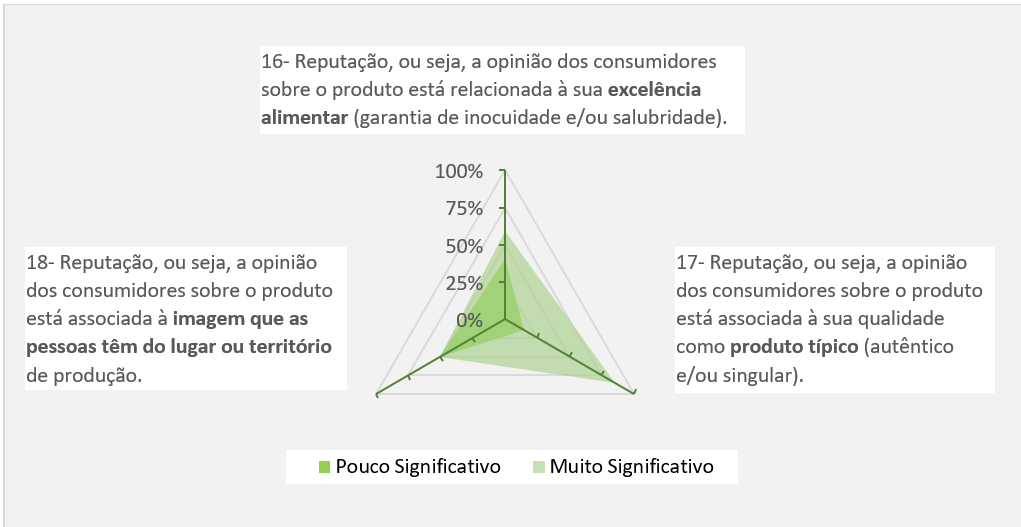 16- Reputação, ou seja, a opinião dos consumidores
sobre o produto está relacionada à sua excelência
alimentar (garantia de inocuidade e/ou salubridade).
100%
75%
50%
25%
0%
18- Reputação, ou seja, a opinião
dos consumidores sobre o produto
está associada à imagem que as
pessoas têm do lugar ou território
de produção.
17- Reputação, ou seja, a opinião
dos consumidores sobre o produto
está associada à sua qualidade
como produto típico (autêntico
e/ou singular).
Pouco Significativo
Muito Significativo